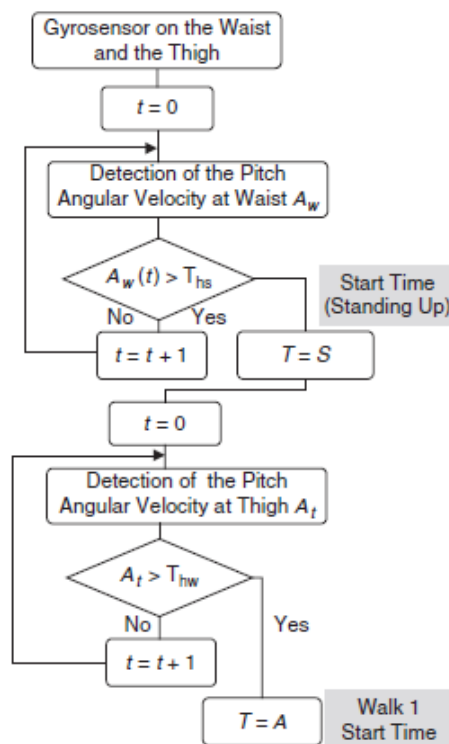 Gyrosensor on the Waist
and the Thigh
t = 0
Detection of the Pitch
Angular Velocity at Waist A_w
A_w (t) > T_hs
No
Yes
Start Time
(Standing Up)
t = t + 1
T = S
t = 0
Detection of the Pitch
Angular Velocity at Thigh A_t
A_t > T_hw
No
Yes
t = t + 1
T = A
Walk 1
Start Time